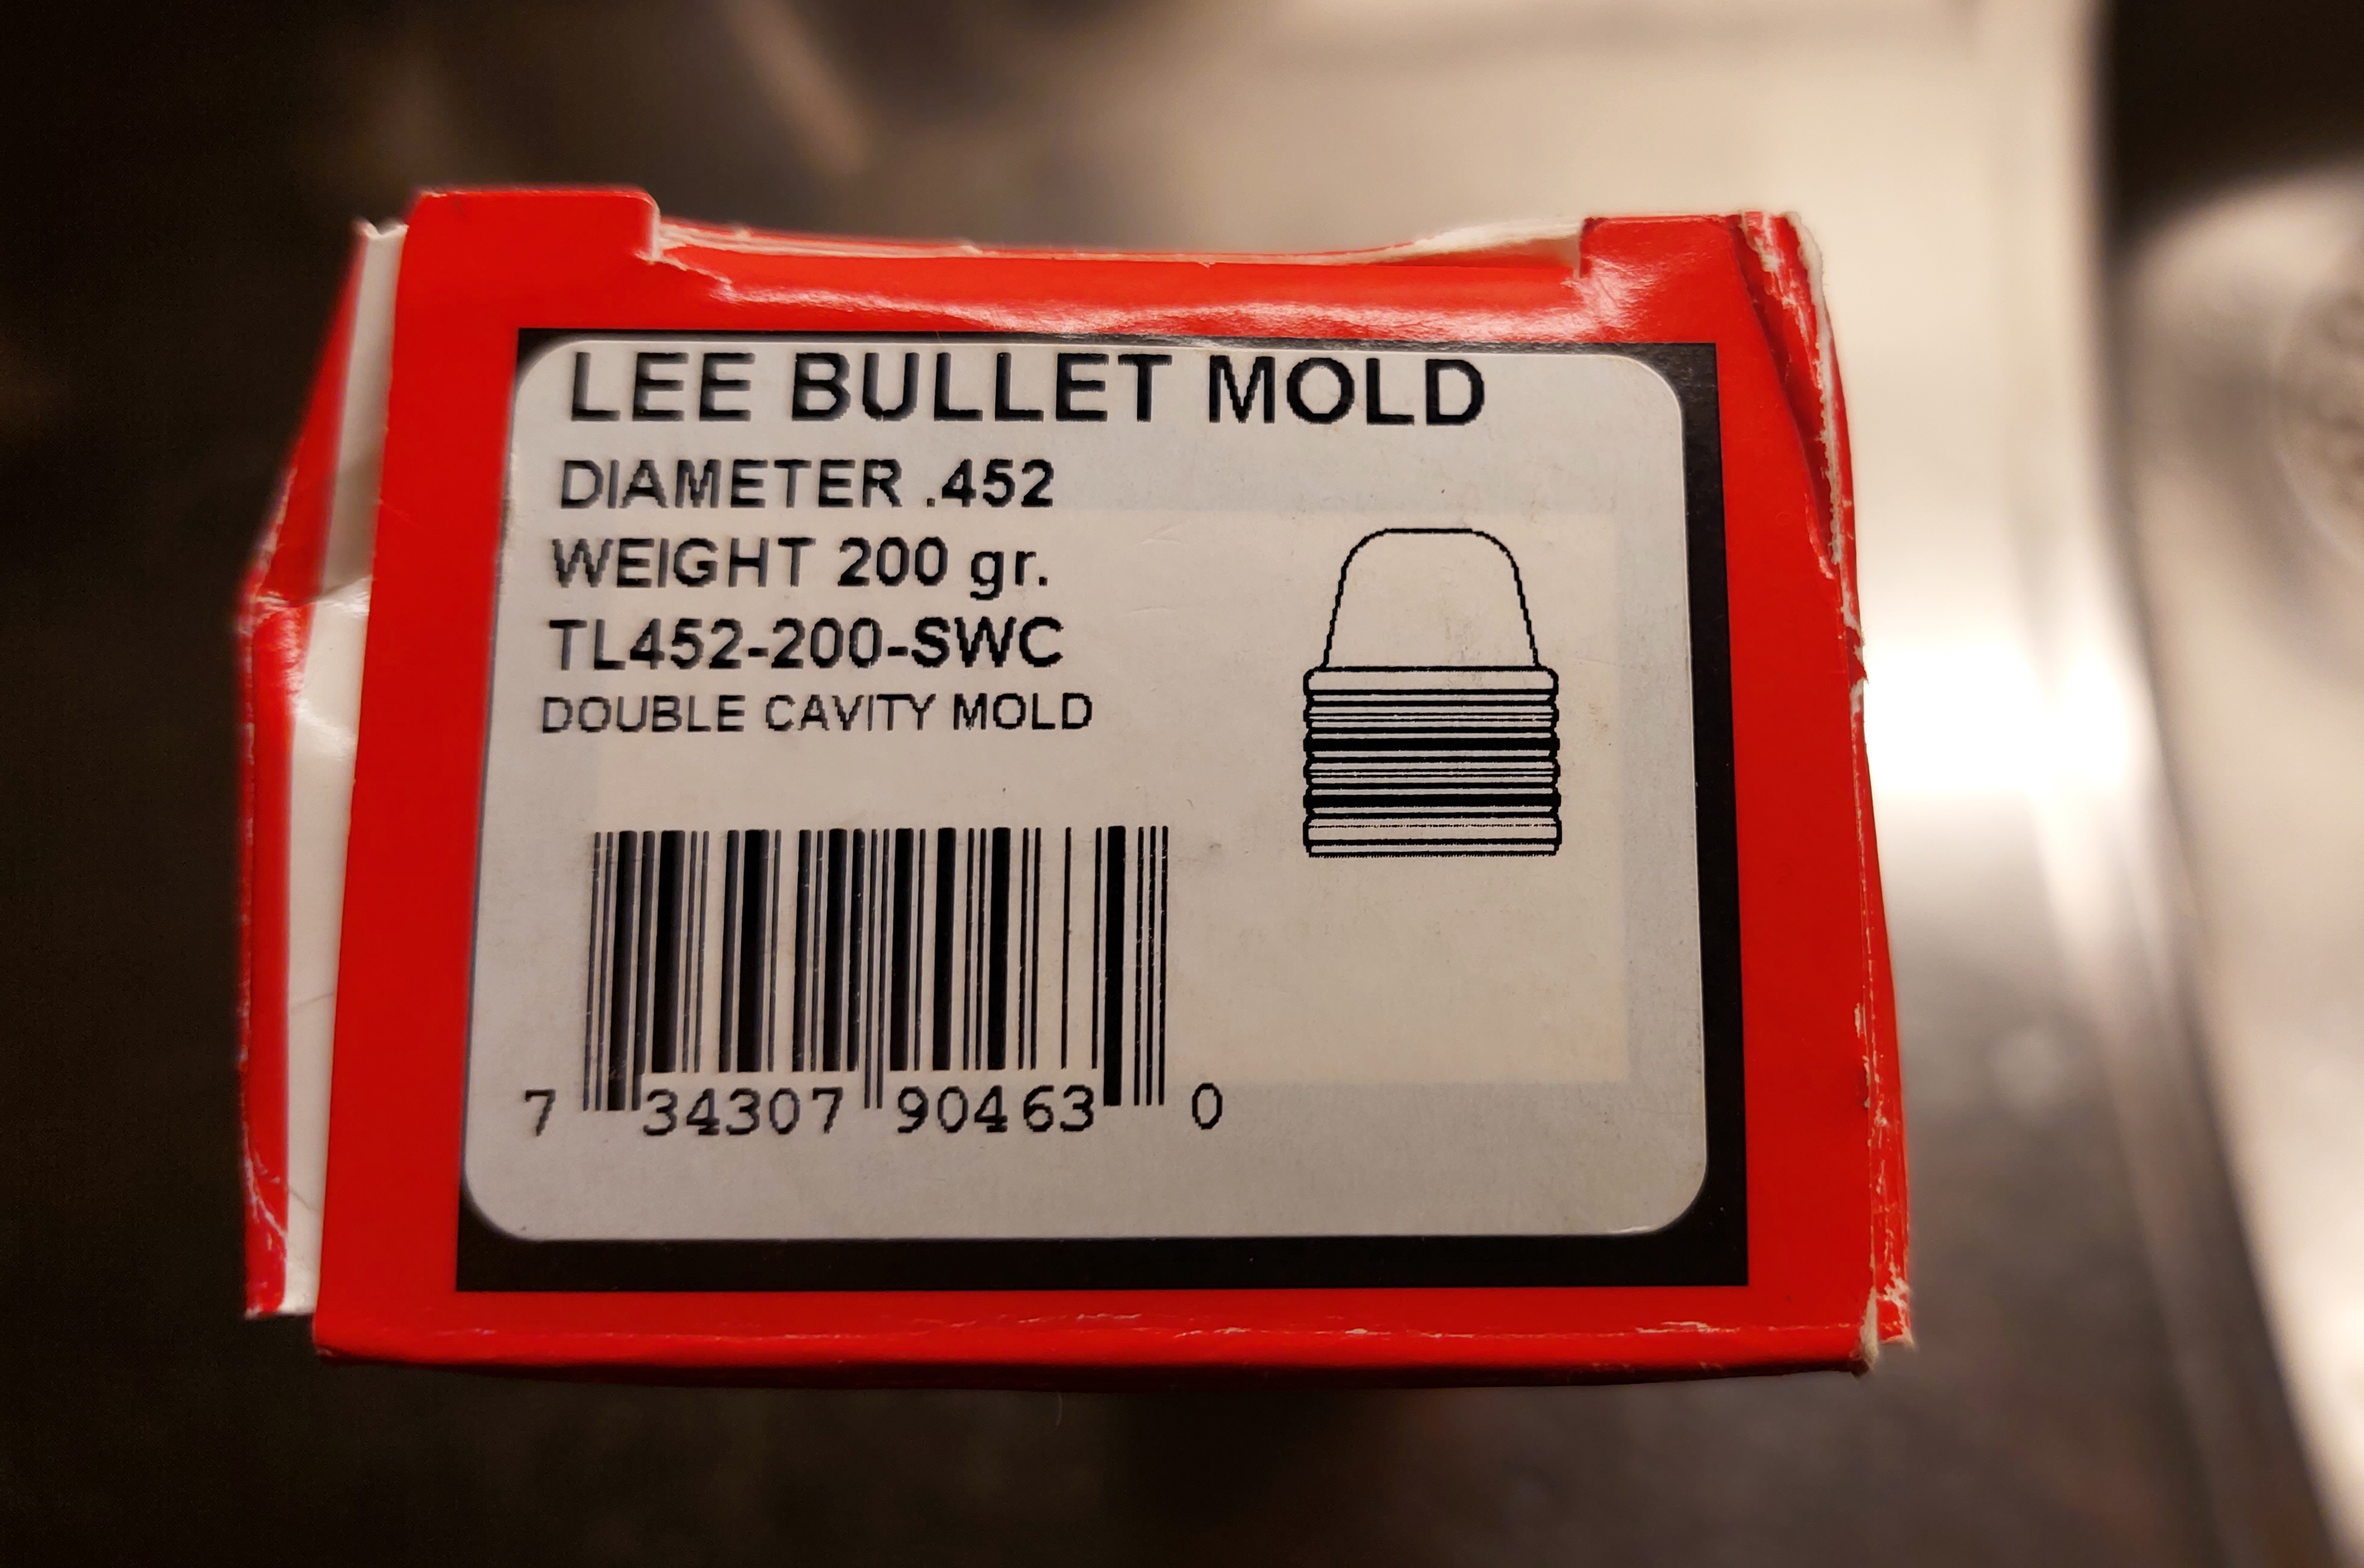 LEE BULLET MOLD
DIAMETER .452
WEIGHT 200 gr.
TL452-200-SWC
DOUBLE CAVITY MOLD
7 34307 90463 0